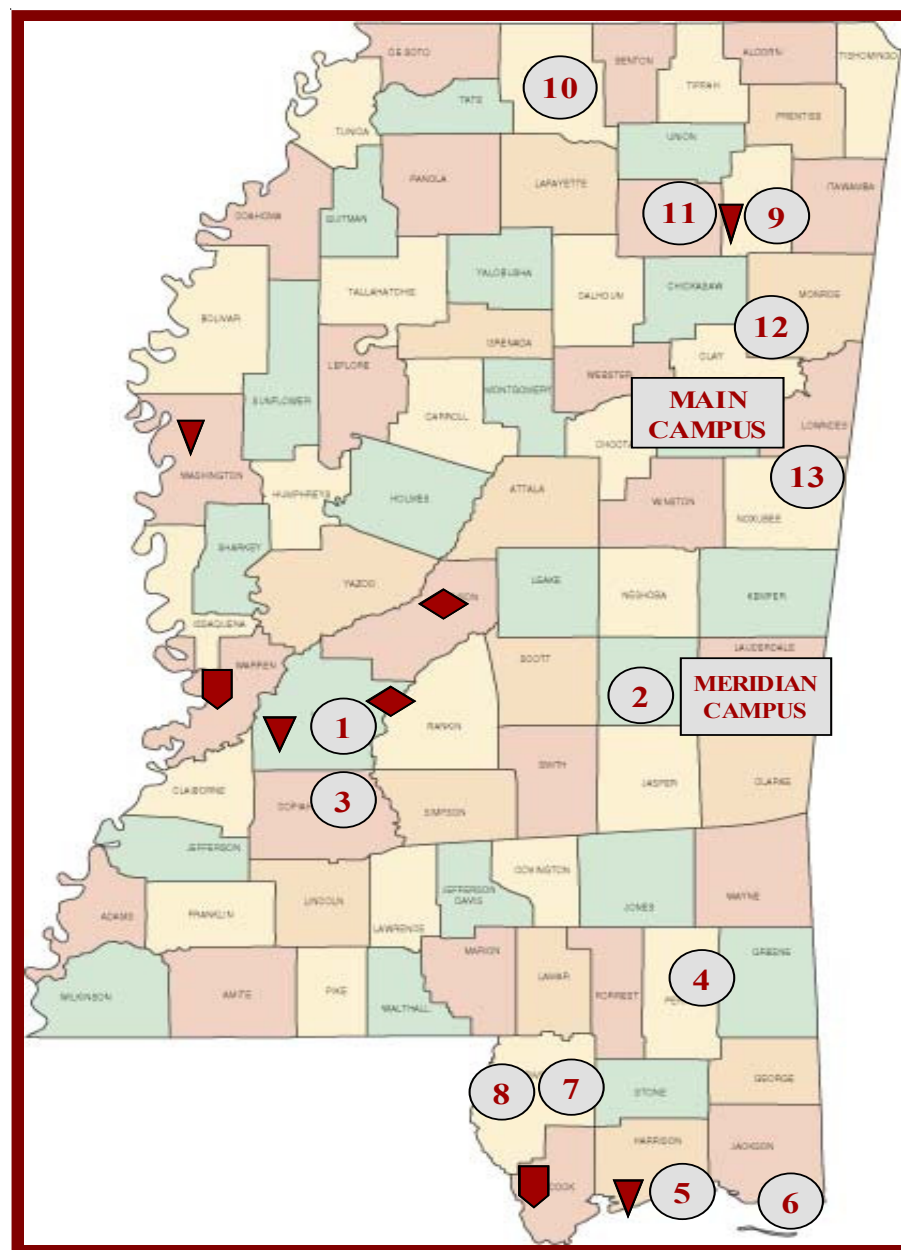 DE SOTO
BENTON
ALCORN
TISHOMINGO
10
TIPPAH
TATE
PRENTISS
TUNICA
UNION
PANOLA
LAFAYETTE
ITAWAMBA
COAHOMA
QUITMAN
11
9
YALOBUSHA
TALLAHATCHIE
CALHOUN
CHICKASAW
MONROE
BOLIVAR
12
GRENADA
LEFLORE
CLAY
WEBSTER
SUNFLOWER
MONTGOMERY
MAIN
CAMPUS
CARROLL
LOWNDES
CHOCTA
WASHINGTON
13
ATTALA
HUMPHREYS
HOLMES
WINSTON
NOXUBEE
SHARKEY
YAZOO
LEAKE
NESHOBA
KEMPER
ISSAQUENA
SCOTT
LAUDERDALE
WARREN
2
MERIDIAN
CAMPUS
1
RANKIN
SMITH
JASPER
CLARKE
CLAIBORNE
3
COPIAH
SIMPSON
JEFFERSON
COVINGTON
JEFFERSON
DAVIS
LINCOLN
JONES
WAYNE
ADAMS
FRANKLIN
LAWRENCE
MARION
GREENE
LAMAR
4
WILKINSON
AMITE
PIKE
WALTHALL
FORREST
8
7
STONE
GEORGE
HARRISON
JACKSON
5
6